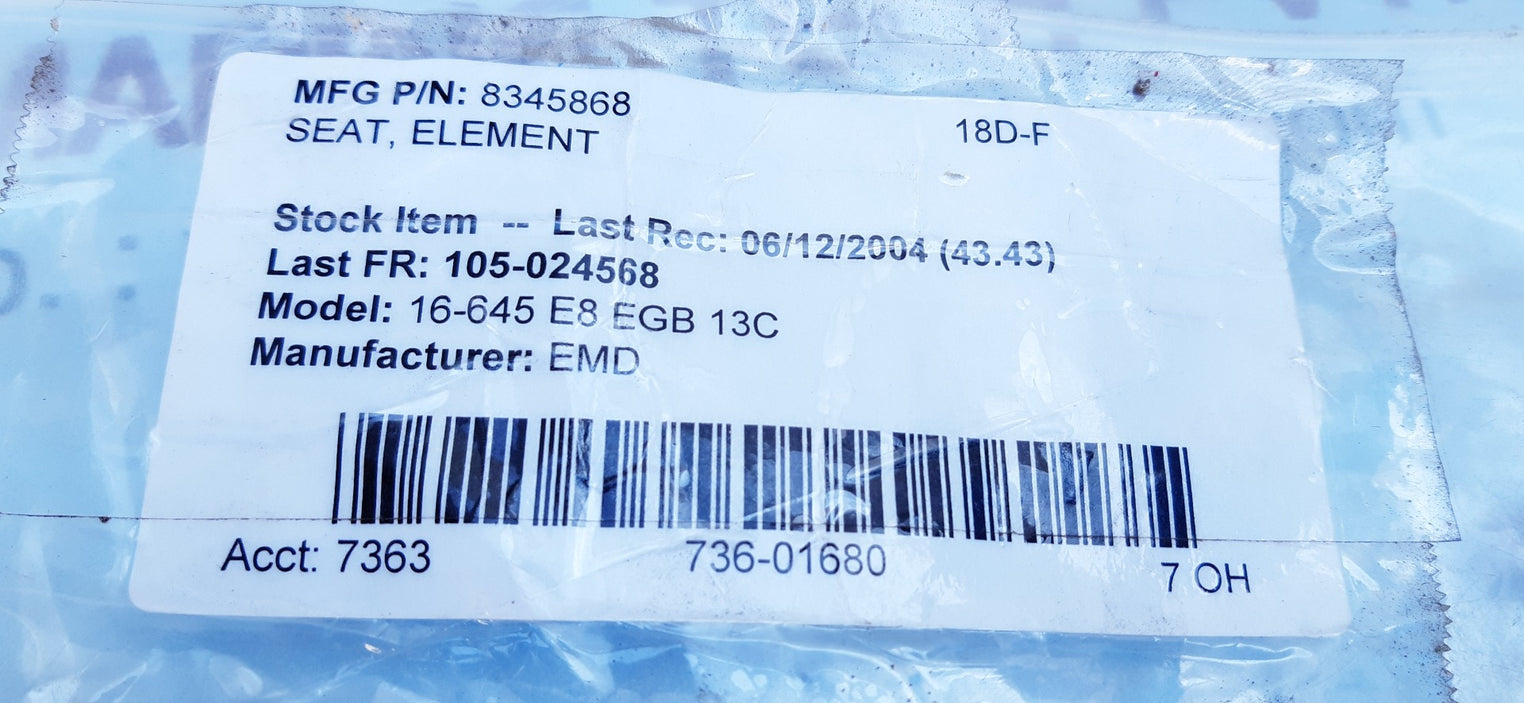 MFG P/N: 8345868
SEAT, ELEMENT
18D-F
Stock Item -- Last Rec: 06/12/2004 (43.43)
Last FR: 105-024568
Model: 16-645 E8 EGB 13C
Manufacturer: EMD
Acct: 7363 736-01680 7 OH